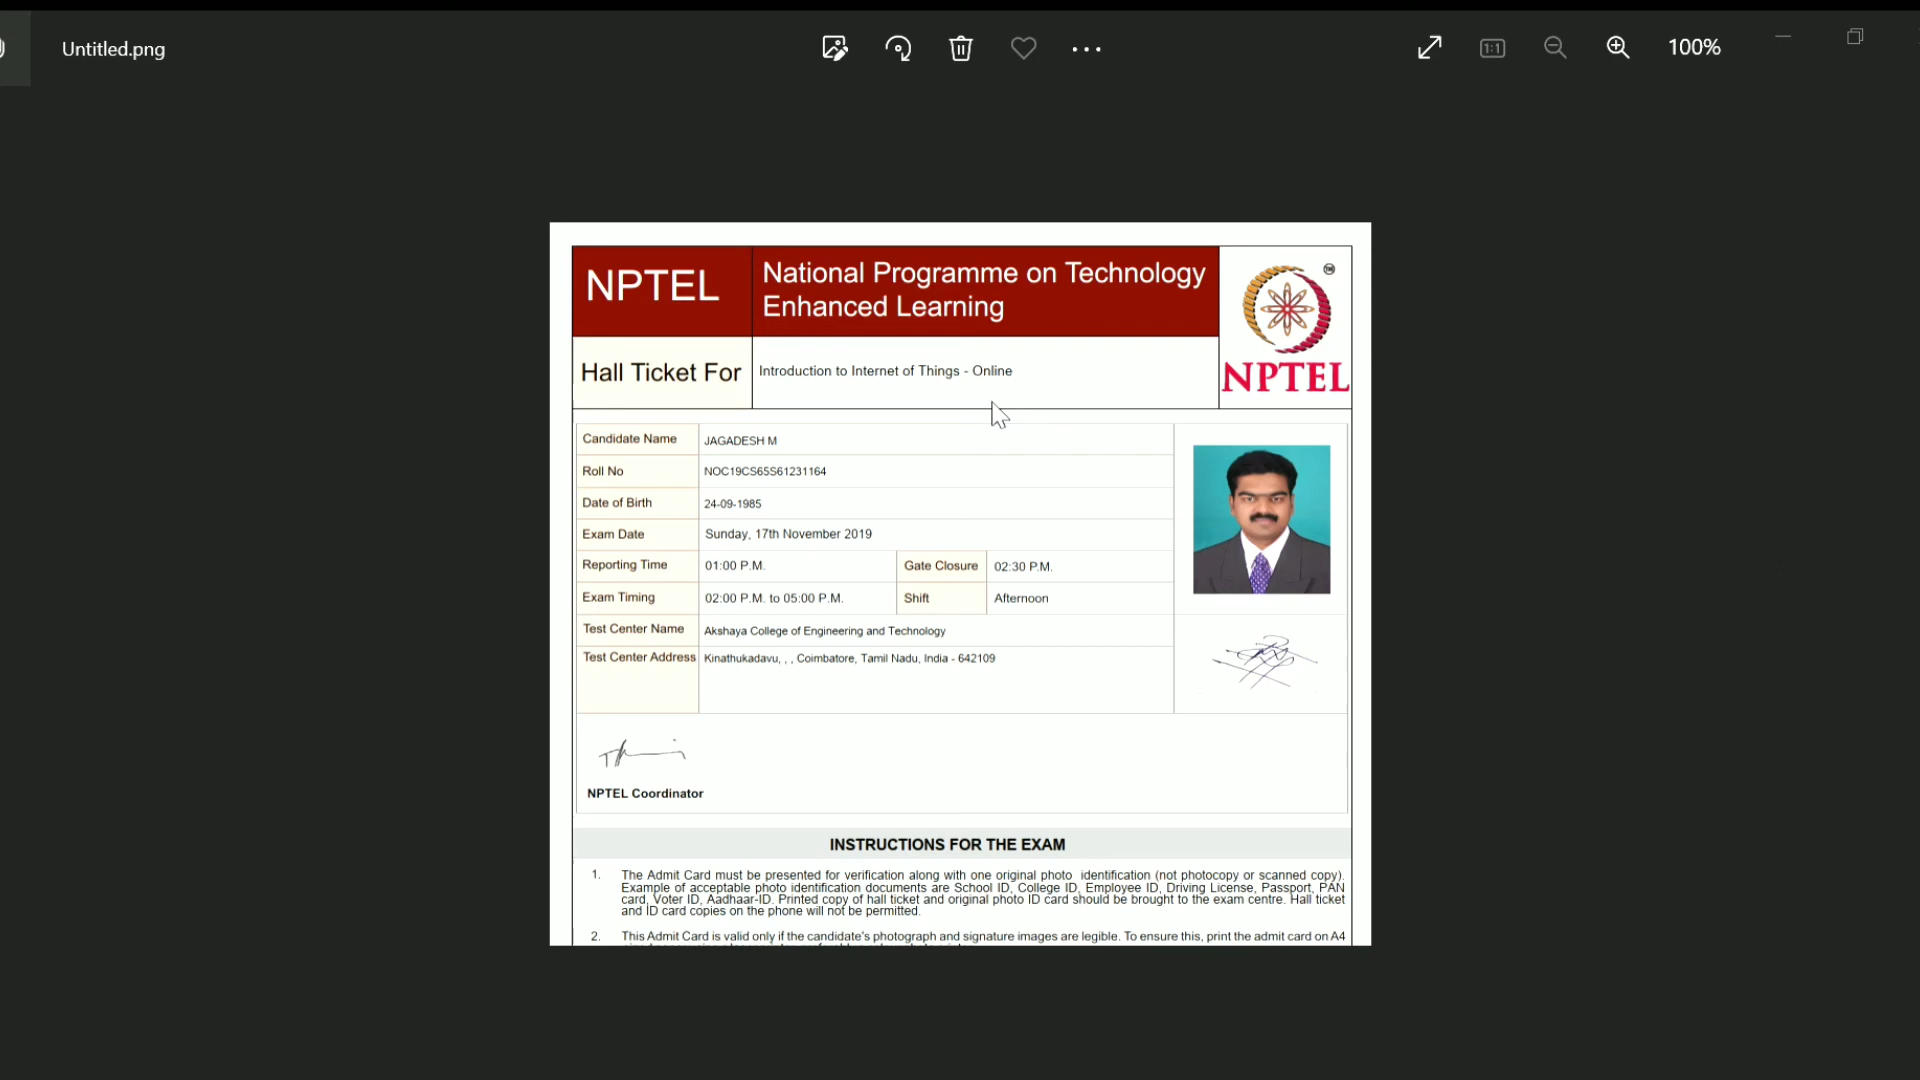 Untitled.png
1:1
100%
NPTEL
National Programme on Technology
Enhanced Learning
TM
NPTEL
Hall Ticket For
Introduction to Internet of Things - Online
Candidate Name JAGADESH M
Roll No NOC19CS65S61231164
Date of Birth 24-09-1985
Exam Date Sunday, 17th November 2019
Reporting Time 01:00 P.M. Gate Closure 02:30 P.M.
Exam Timing 02:00 P.M. to 05:00 P.M. Shift Afternoon
Test Center Name Akshaya College of Engineering and Technology
Test Center Address Kinathukadavu, , , Coimbatore, Tamil Nadu, India - 642109
NPTEL Coordinator
INSTRUCTIONS FOR THE EXAM
1. The Admit Card must be presented for verification along with one original photo identification (not photocopy or scanned copy).
Example of acceptable photo identification documents are School ID, College ID, Employee ID, Driving License, Passport, PAN
card, Voter ID, Aadhaar-ID. Printed copy of hall ticket and original photo ID card should be brought to the exam centre. Hall ticket
and ID card copies on the phone will not be permitted.
2. This Admit Card is valid only if the candidate's photograph and signature images are legible. To ensure this, print the admit card on A4